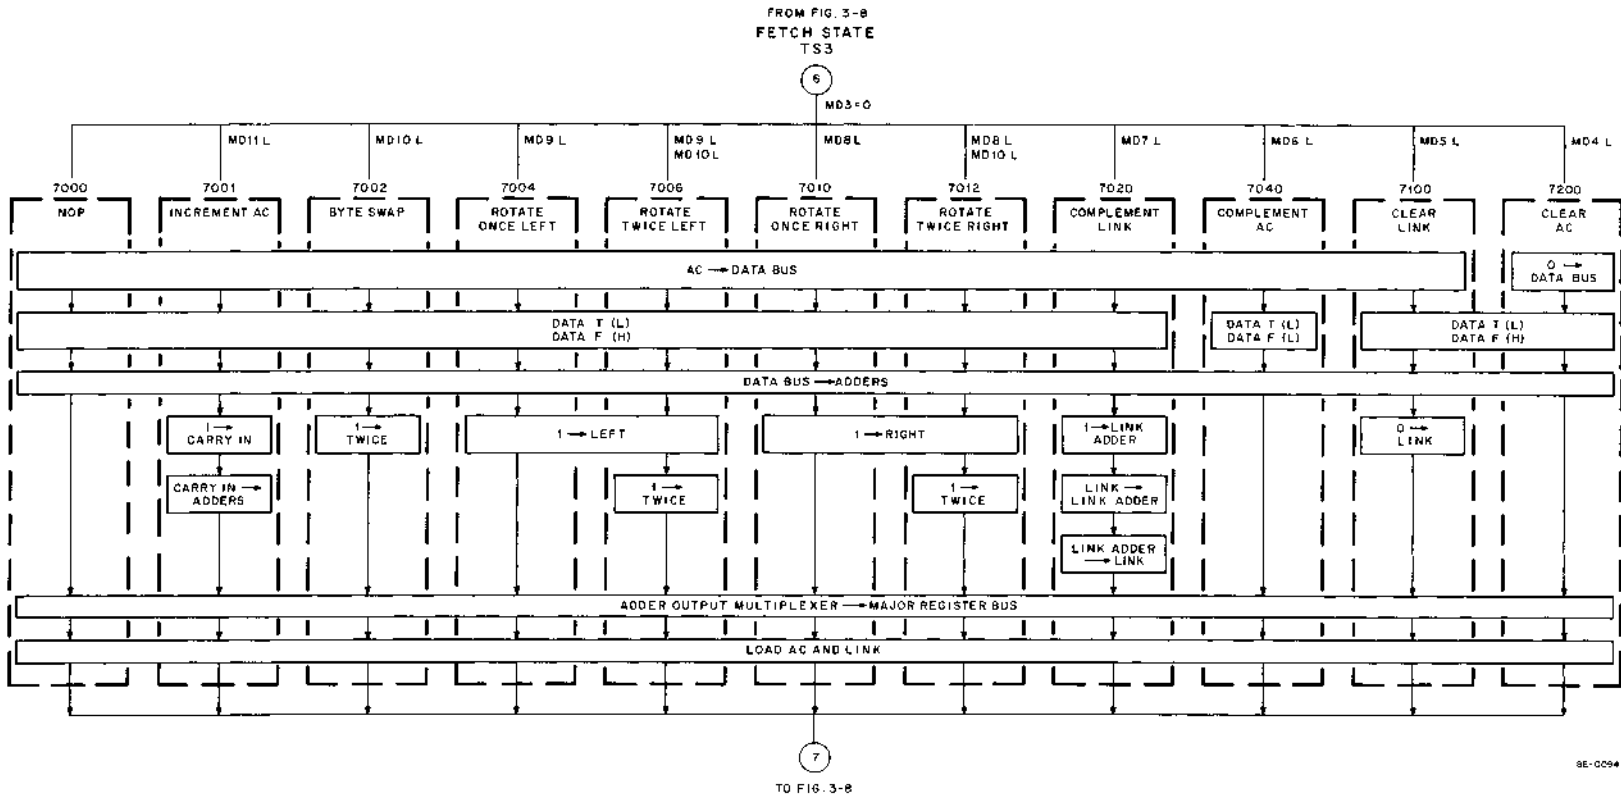 FROM FIG. 3-8
FETCH STATE
TS3
6
MD3=0
MD11 L
MD10 L
MD9 L
MD9 L
MD10 L
MD8 L
MD8 L
MD10 L
MD7 L
MD6 L
MD5 L
MD4 L
7000
7001
7002
7004
7006
7010
7012
7020
7040
7100
7200
NOP
INCREMENT AC
BYTE SWAP
ROTATE
ONCE LEFT
ROTATE
TWICE LEFT
ROTATE
ONCE RIGHT
ROTATE
TWICE RIGHT
COMPLEMENT
LINK
COMPLEMENT
AC
CLEAR
LINK
CLEAR
AC
AC → DATA BUS
0 →
DATA BUS
DATA T (L)
DATA F (H)
DATA T (L)
DATA F (L)
DATA T (L)
DATA F (H)
DATA BUS → ADDERS
1 →
CARRY IN
1 →
TWICE
1 → LEFT
1 → RIGHT
1 → LINK
ADDER
0 →
LINK
CARRY IN →
ADDERS
1 →
TWICE
1 →
TWICE
LINK →
LINK ADDER
LINK ADDER
→ LINK
ADDER OUTPUT MULTIPLEXER → MAJOR REGISTER BUS
LOAD AC AND LINK
7
TO FIG. 3-8
8E-0094